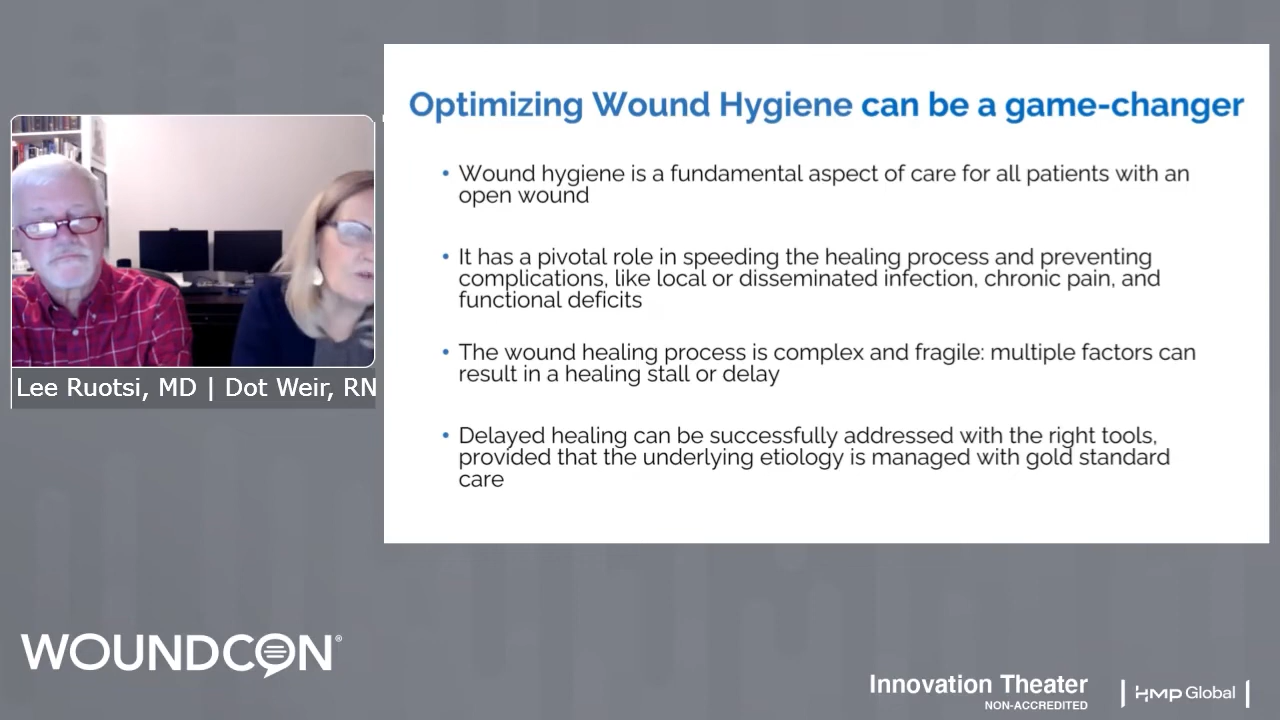 Optimizing Wound Hygiene can be a game-changer
• Wound hygiene is a fundamental aspect of care for all patients with an
open wound
• It has a pivotal role in speeding the healing process and preventing
complications, like local or disseminated infection, chronic pain, and
functional deficits
• The wound healing process is complex and fragile: multiple factors can
result in a healing stall or delay
• Delayed healing can be successfully addressed with the right tools,
provided that the underlying etiology is managed with gold standard
care
Lee Ruotsi, MD | Dot Weir, RN
WOUNDCON®
Innovation Theater
NON-ACCREDITED
HMP Global